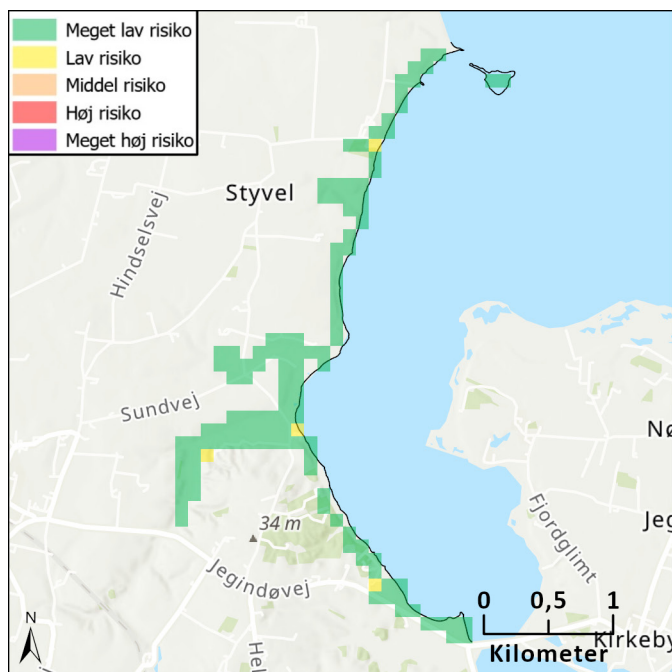 Meget lav risiko
Lav risiko
Middel risiko
Høj risiko
Meget høj risiko
Styvel
Hindselsvej
Sundvej
34 m
Jegindøvej
Fjordglimt
0 0,5 1
Kilometer
N